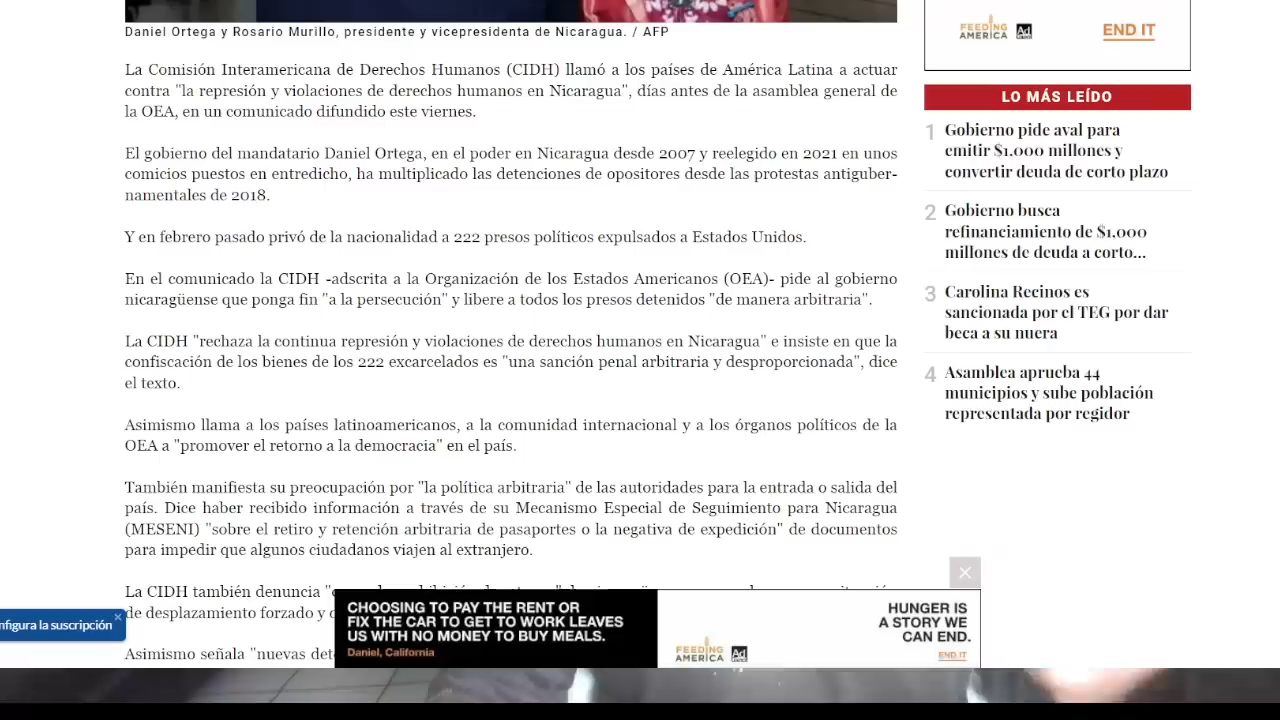 Daniel Ortega y Rosario Murillo, presidente y vicepresidenta de Nicaragua. / AFP
La Comisión Interamericana de Derechos Humanos (CIDH) llamó a los países de América Latina a actuar
contra "la represión y violaciones de derechos humanos en Nicaragua", días antes de la asamblea general de
la OEA, en un comunicado difundido este viernes.
El gobierno del mandatario Daniel Ortega, en el poder en Nicaragua desde 2007 y reelegido en 2021 en unos
comicios puestos en entredicho, ha multiplicado las detenciones de opositores desde las protestas antiguber-
namentales de 2018.
Y en febrero pasado privó de la nacionalidad a 222 presos políticos expulsados a Estados Unidos.
En el comunicado la CIDH -adscrita a la Organización de los Estados Americanos (OEA)- pide al gobierno
nicaragüense que ponga fin "a la persecución" y libere a todos los presos detenidos "de manera arbitraria".
La CIDH "rechaza la continua represión y violaciones de derechos humanos en Nicaragua" e insiste en que la
confiscación de los bienes de los 222 excarcelados es "una sanción penal arbitraria y desproporcionada", dice
el texto.
Asimismo llama a los países latinoamericanos, a la comunidad internacional y a los órganos políticos de la
OEA a "promover el retorno a la democracia" en el país.
También manifiesta su preocupación por "la política arbitraria" de las autoridades para la entrada o salida del
país. Dice haber recibido información a través de su Mecanismo Especial de Seguimiento para Nicaragua
(MESENI) "sobre el retiro y retención arbitraria de pasaportes o la negativa de expedición" de documentos
para impedir que algunos ciudadanos viajen al extranjero.
La CIDH también denuncia
de desplazamiento forzado y
Asimismo señala "nuevas
nfigura la suscripción
CHOOSING TO PAY THE RENT OR
FIX THE CAR TO GET TO WORK LEAVES
US WITH NO MONEY TO BUY MEALS.
Daniel, California
FEEDING
AMERICA
Ad
HUNGER IS
A STORY WE
CAN END.
END IT
FEEDING
AMERICA
Ad
END IT
LO MÁS LEÍDO
1 Gobierno pide aval para
emitir $1,000 millones y
convertir deuda de corto plazo
2 Gobierno busca
refinanciamiento de $1,000
millones de deuda a corto...
3 Carolina Recinos es
sancionada por el TEG por dar
beca a su nuera
4 Asamblea aprueba 44
municipios y sube población
representada por regidor